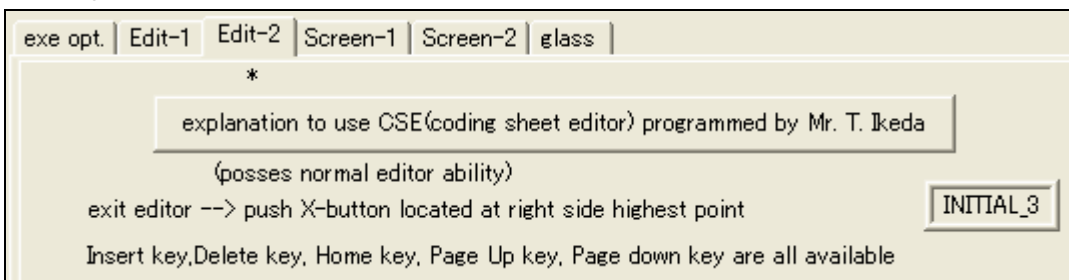 exe opt. Edit-1 Edit-2 Screen-1 Screen-2 glass
*
explanation to use CSE(coding sheet editor) programmed by Mr. T. Ikeda
(posses normal editor ability)
exit editor --> push X-button located at right side highest point
INITIAL_3
Insert key,Delete key, Home key, Page Up key, Page down key are all available